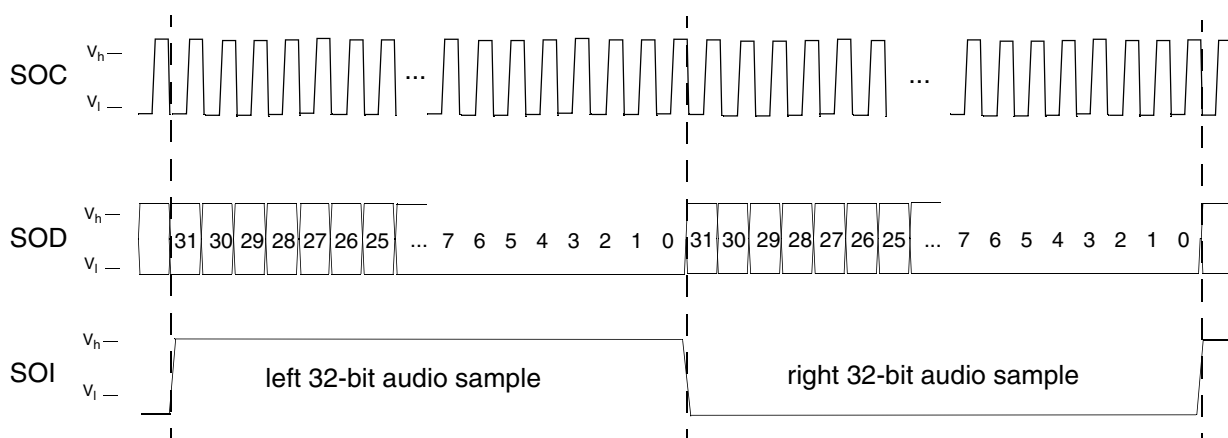 Vh
SOC ... ...
Vl
Vh
SOD 31 30 29 28 27 26 25 ... 7 6 5 4 3 2 1 0 31 30 29 28 27 26 25 ... 7 6 5 4 3 2 1 0
Vl
Vh
SOI left 32-bit audio sample right 32-bit audio sample
Vl